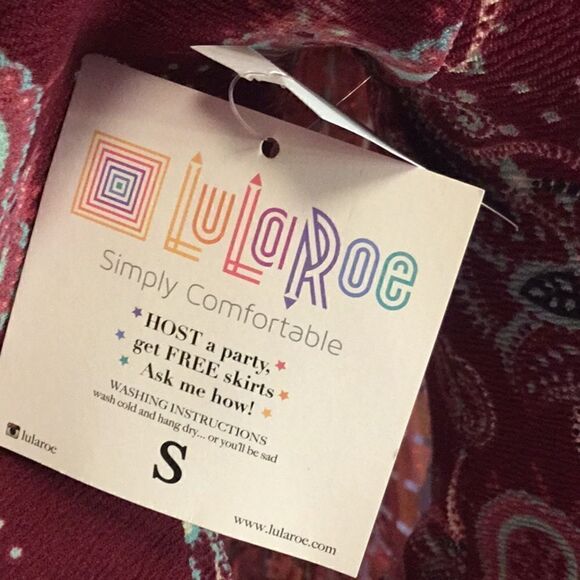 LuLaRoe
Simply Comfortable
HOST a party,
get FREE skirts
Ask me how!
WASHING INSTRUCTIONS
wash cold and hang dry... or you'll be sad
S
lularoe
www.lularoe.com